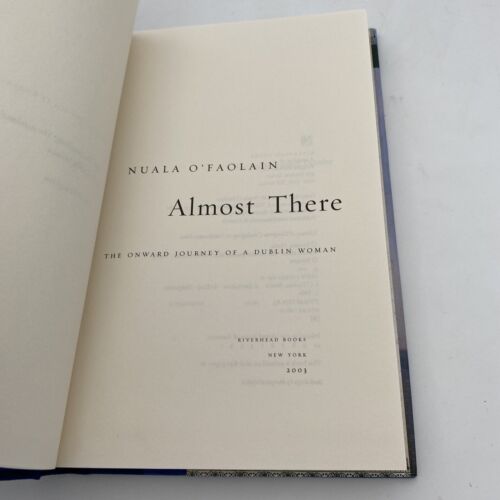 NUALA O'FAOLAIN
Almost There
THE ONWARD JOURNEY OF A DUBLIN WOMAN
RIVERHEAD BOOKS
NEW YORK
2003